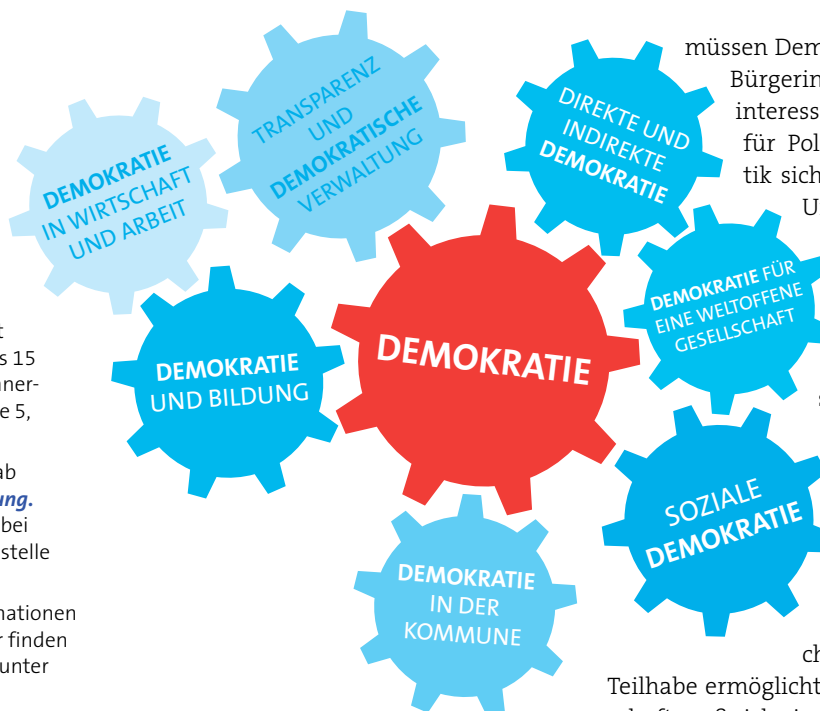 TRANSPARENZ
UND
DEMOKRATISCHE
VERWALTUNG
DEMOKRATIE
IN WIRTSCHAFT
UND ARBEIT
DIREKTE UND
INDIREKTE
DEMOKRATIE
DEMOKRATIE FÜR
EINE WELTOFFENE
GESELLSCHAFT
DEMOKRATIE
DEMOKRATIE
UND BILDUNG
SOZIALE
DEMOKRATIE
DEMOKRATIE
IN DER
KOMMUNE
t
s 15
ner-
e 5,
ab
ung.
bei
stelle
nationen
r finden
unter
müssen Dem
Bürgerin
interess
für Pol
tik sich
U
s
ch
Teilhabe ermöglicht